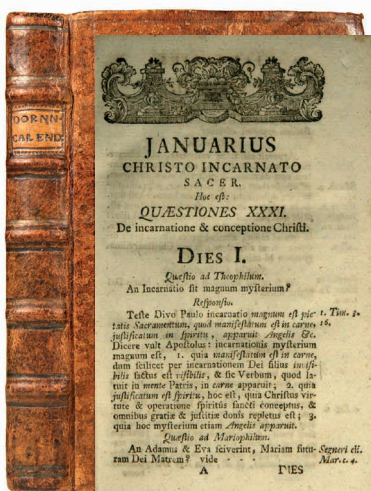 DORNN-
CALEND:
JANUARIUS
CHRISTO INCARNATO
SACER.
Hoc est:
QUÆSTIONES XXXI.
De incarnatione & conceptione Christi.
DIES I.
Quæstio ad Theophilum.
An Incarnatio sit magnum mysterium?
Responsio.
Teste Divo Paulo incarnatio magnum est pie- 1. Tim. 3.
tatis Sacramentum, quod manifestatum est in carne, 16.
justificatum in spiritu, apparuit Angelis &c.
Dicere vult Apostolus: incarnationis mysterium
magnum est, 1. quia manifestatum est in carne,
dum scilicet per incarnationem Dei filius invisi-
bilis factus est visibilis, & Verbum, quod la-
tuit in mente Patris, in carne apparuit; 2. quia
justificatum est spiritu, hoc est, quia Christus vir-
tute & operatione spiritûs sancti conceptus, &
omnibus gratiæ & justitiæ donis repletus est; 3.
quia hoc mysterium etiam Angelis apparuit.
Quæstio ad Mariophilum.
An Adamus & Eva sciverint, Mariam futu- Segneri cit.
ram Dei Matrem? vide - - - Mar. c. 4.
A DIES